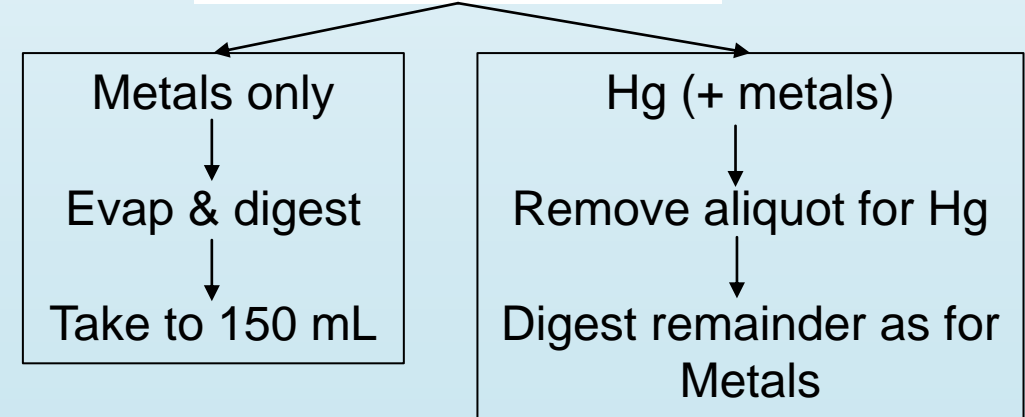 Metals only
Evap & digest
Take to 150 mL
Hg (+ metals)
Remove aliquot for Hg
Digest remainder as for
Metals